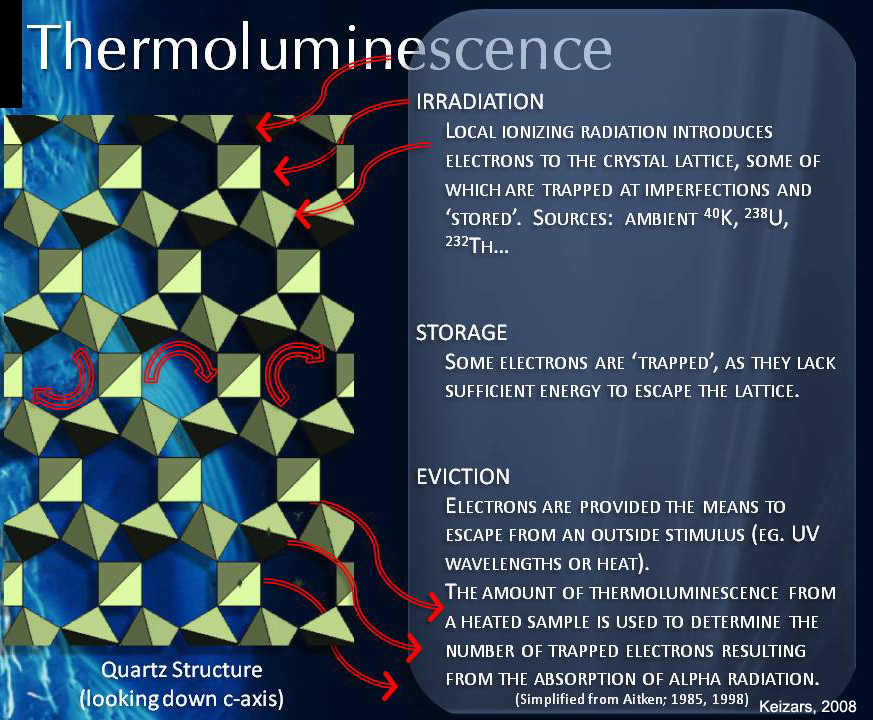 Thermoluminescence
IRRADIATION
LOCAL IONIZING RADIATION INTRODUCES
ELECTRONS TO THE CRYSTAL LATTICE, SOME OF
WHICH ARE TRAPPED AT IMPERFECTIONS AND
‘STORED’. SOURCES: AMBIENT ⁴⁰K, ²³⁸U,
²³²TH…
STORAGE
SOME ELECTRONS ARE ‘TRAPPED’, AS THEY LACK
SUFFICIENT ENERGY TO ESCAPE THE LATTICE.
EVICTION
ELECTRONS ARE PROVIDED THE MEANS TO
ESCAPE FROM AN OUTSIDE STIMULUS (EG. UV
WAVELENGTHS OR HEAT).
THE AMOUNT OF THERMOLUMINESCENCE FROM
A HEATED SAMPLE IS USED TO DETERMINE THE
NUMBER OF TRAPPED ELECTRONS RESULTING
FROM THE ABSORPTION OF ALPHA RADIATION.
(Simplified from Aitken; 1985, 1998)
Keizars, 2008
Quartz Structure
(looking down c-axis)